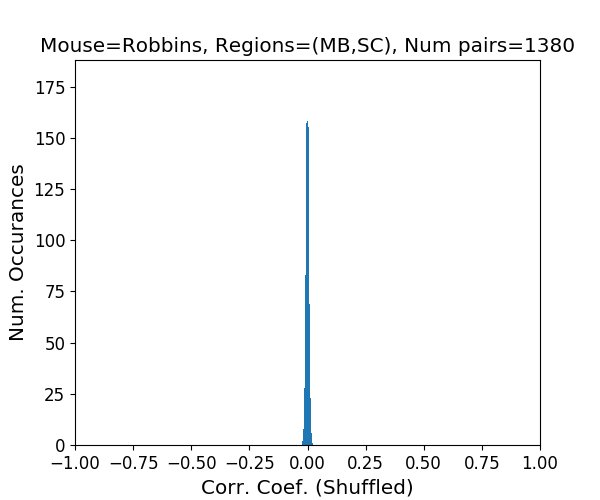 Mouse=Robbins, Regions=(MB,SC), Num pairs=1380
175
150
125
100
75
50
25
0
Num. Occurances
−1.00 −0.75 −0.50 −0.25 0.00 0.25 0.50 0.75 1.00
Corr. Coef. (Shuffled)